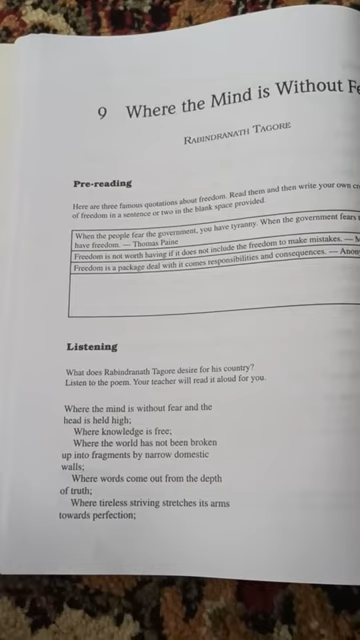 9 Where the Mind is Without
RABINDRANATH TAGORE
Pre-reading
Here are three famous quotations about freedom. Read them and then write your own
of freedom in a sentence or two in the blank space provided.
When the people fear the government, you have tyranny. When the government fears
have freedom. — Thomas Paine
Freedom is not worth having if it does not include the freedom to make mistakes. —
Freedom is a package deal with it comes responsibilities and consequences. —
Listening
What does Rabindranath Tagore desire for his country?
Listen to the poem. Your teacher will read it aloud for you.
Where the mind is without fear and the
head is held high;
Where knowledge is free;
Where the world has not been broken
up into fragments by narrow domestic
walls;
Where words come out from the depth
of truth;
Where tireless striving stretches its arms
towards perfection;